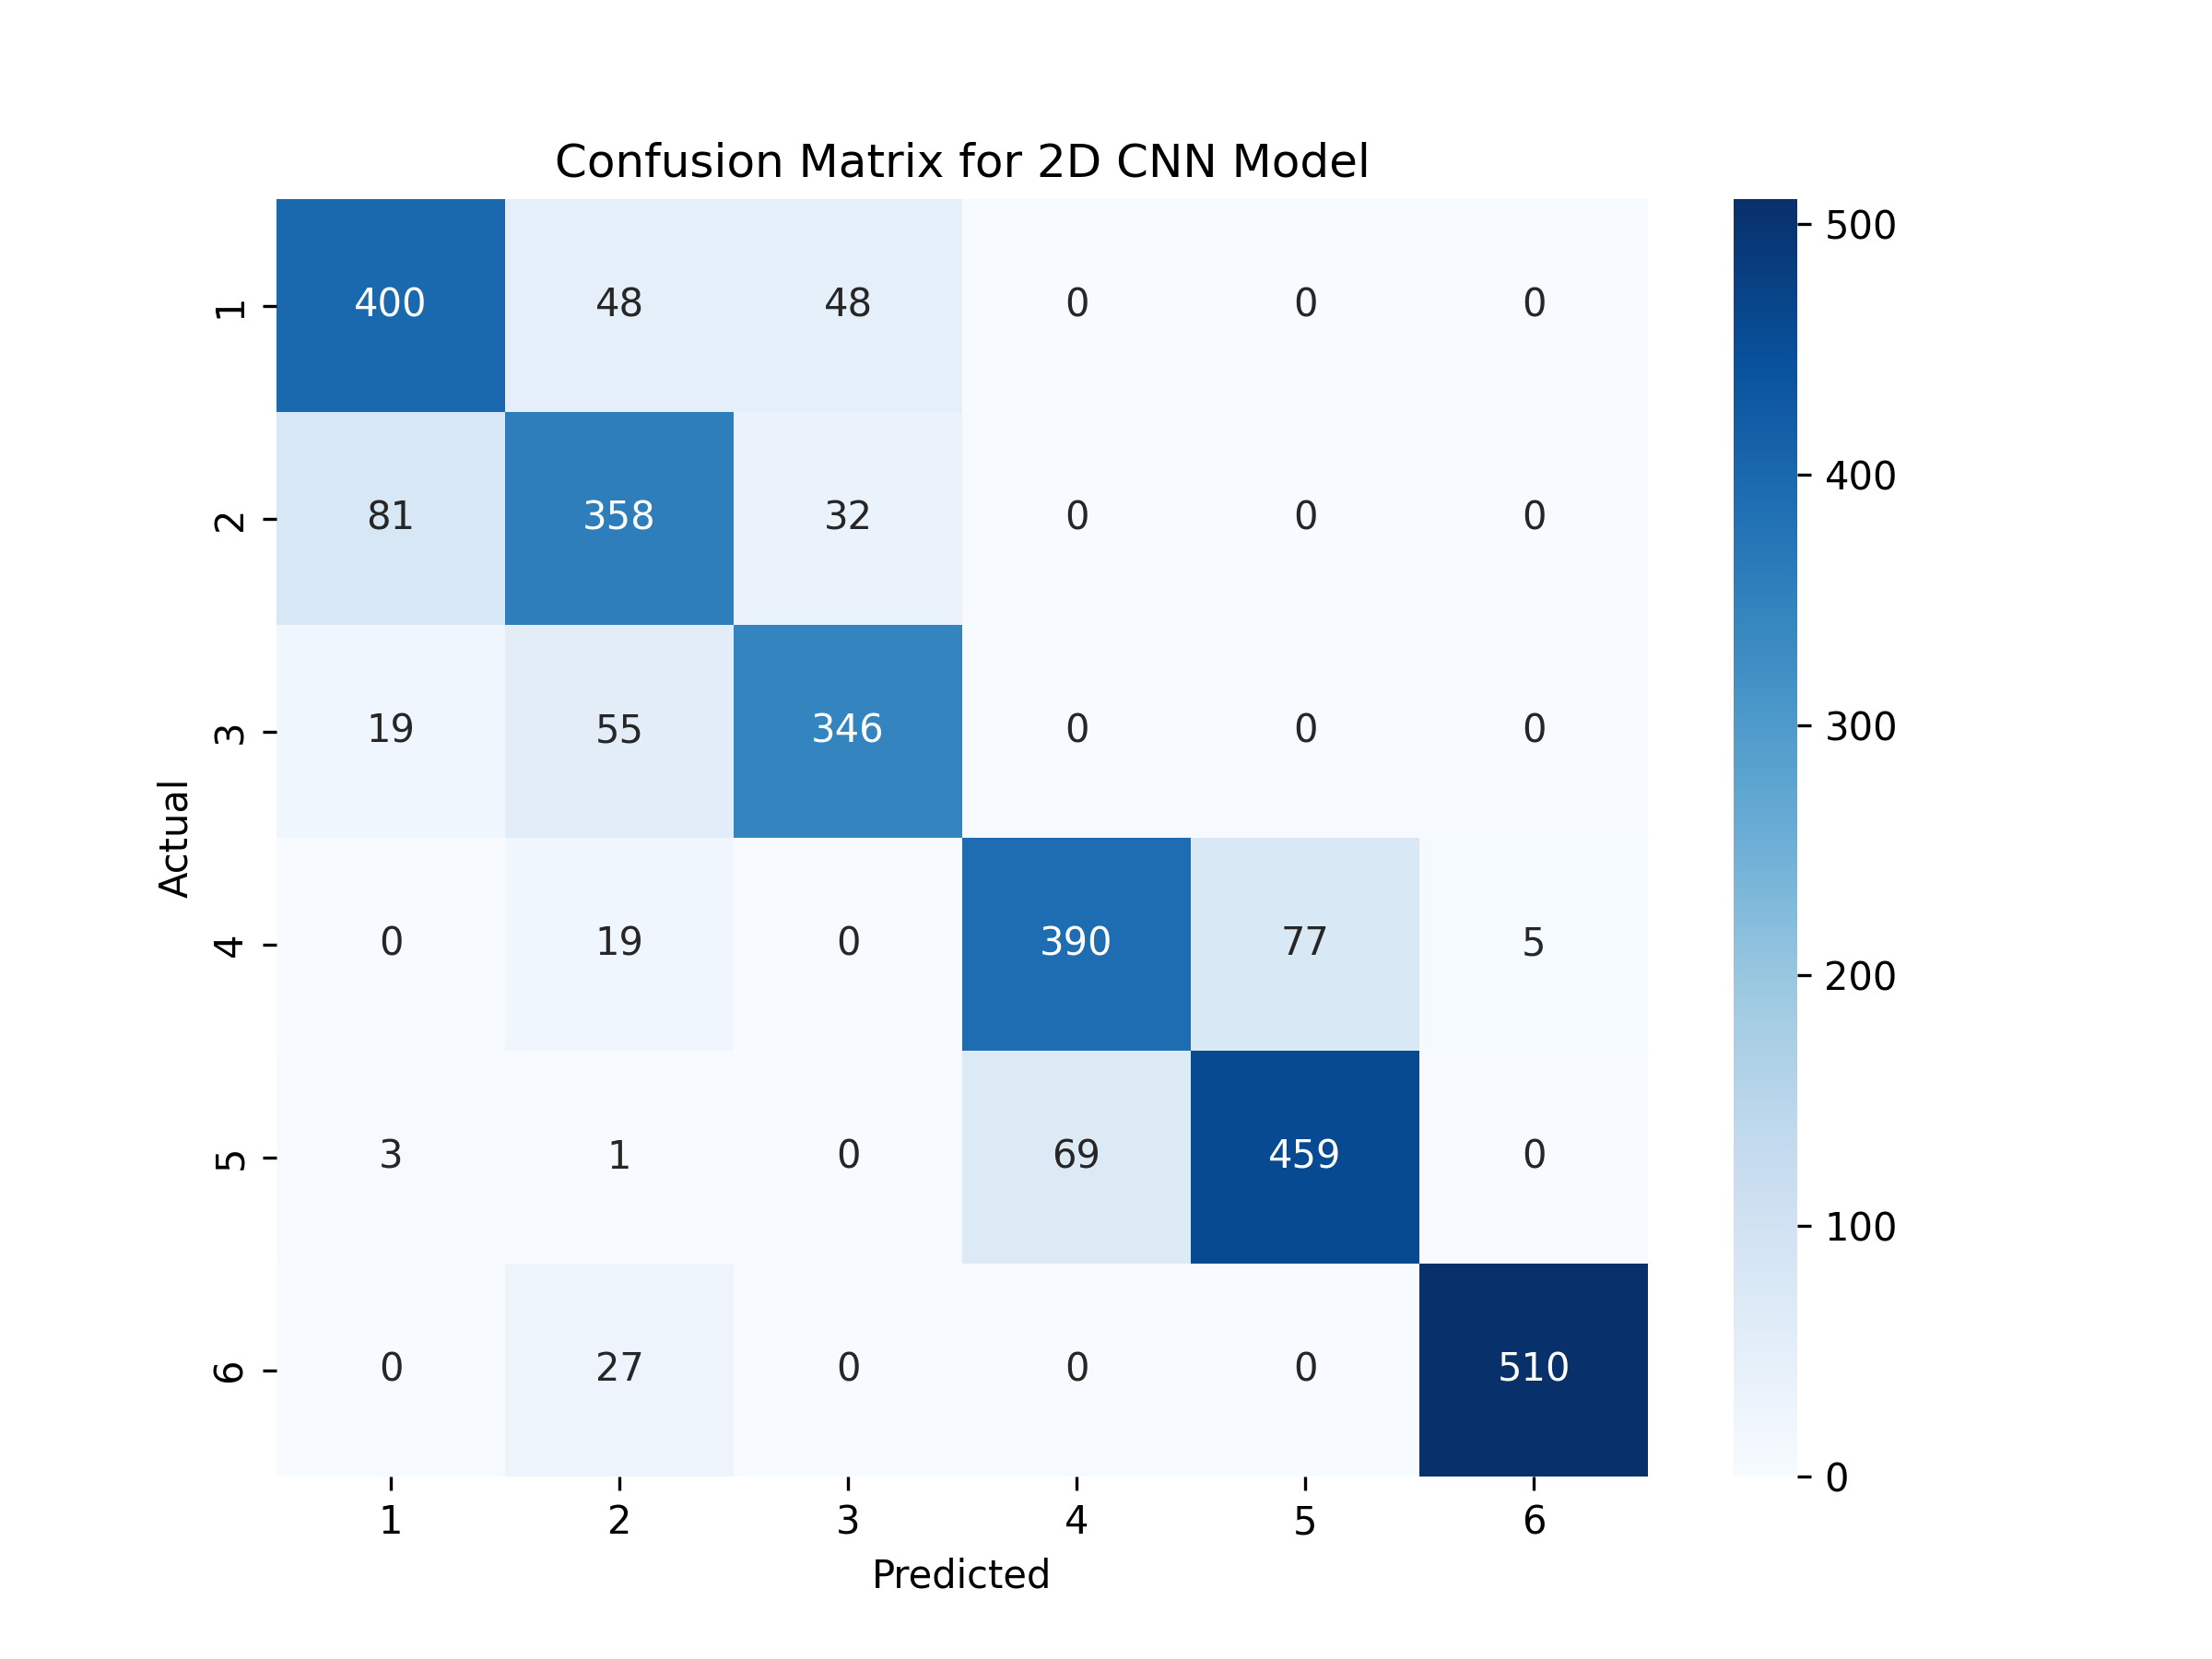 Confusion Matrix for 2D CNN Model
Actual
1 400 48 48 0 0 0
2 81 358 32 0 0 0
3 19 55 346 0 0 0
4 0 19 0 390 77 5
5 3 1 0 69 459 0
6 0 27 0 0 0 510
1 2 3 4 5 6
Predicted
500
400
300
200
100
0